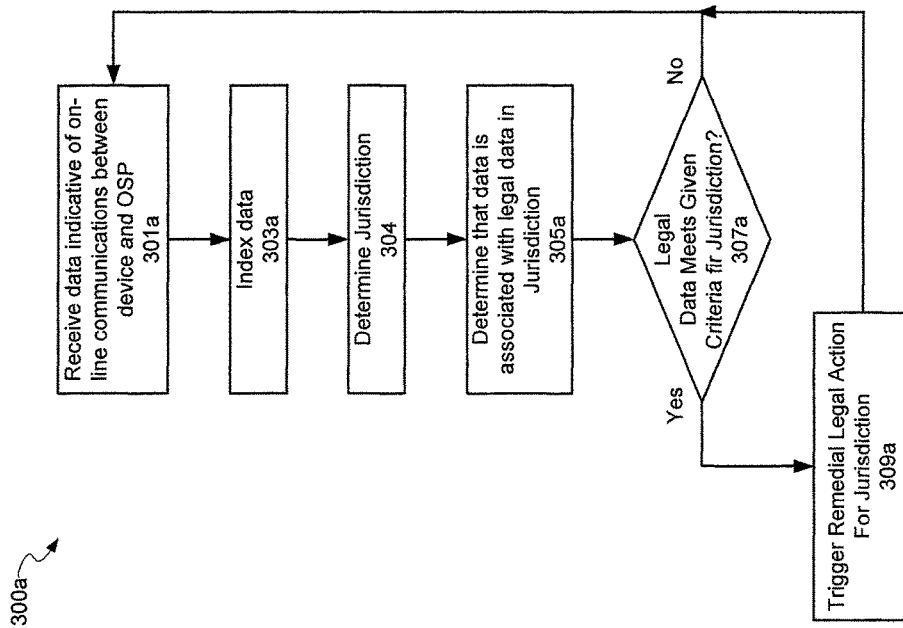 300a
Receive data indicative of on-
line communications between
device and OSP
301a
Index data
303a
Determine Jurisdiction
304
Determine that data is
associated with legal data in
Jurisdiction
305a
Legal
Data Meets Given
Criteria fir Jurisdiction?
307a
Yes
No
Trigger Remedial Legal Action
For Jurisdiction
309a